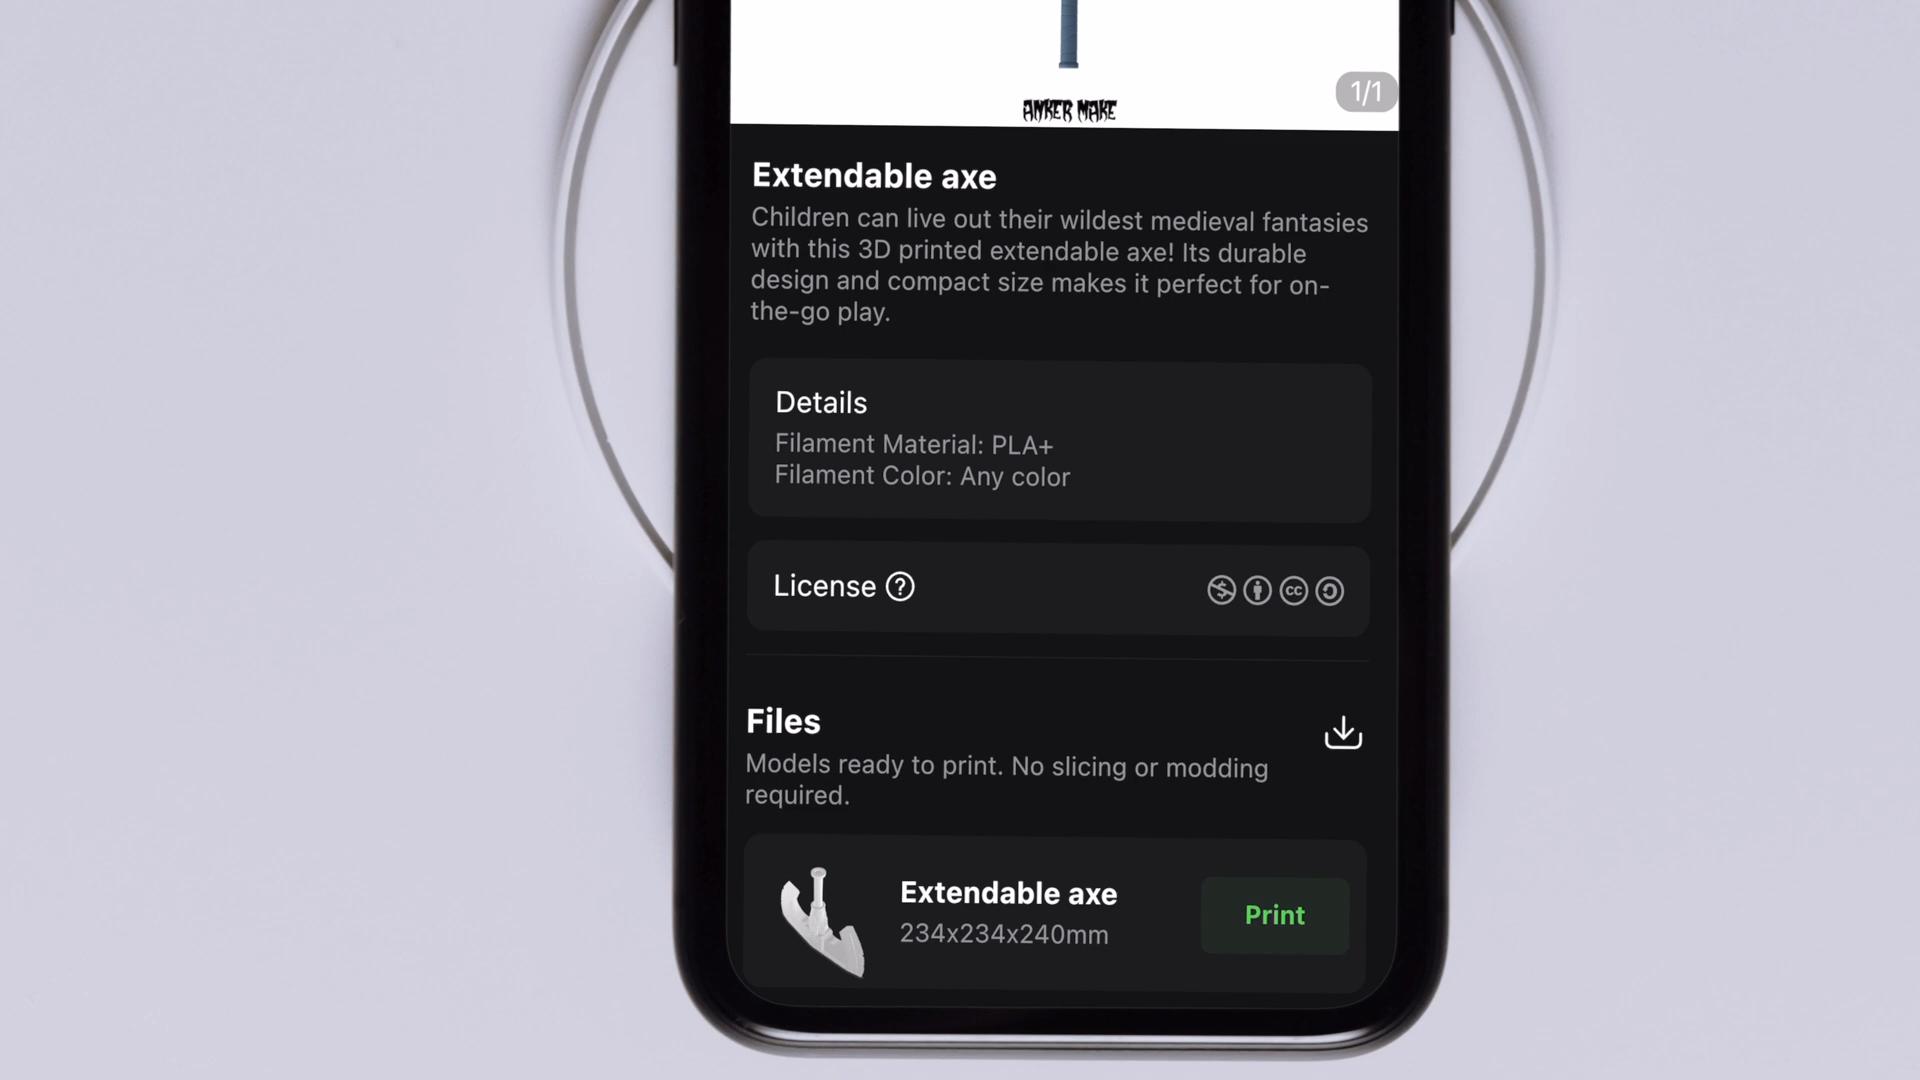 ANKER MAKE
1/1
Extendable axe
Children can live out their wildest medieval fantasies
with this 3D printed extendable axe! Its durable
design and compact size makes it perfect for on-
the-go play.
Details
Filament Material: PLA+
Filament Color: Any color
License ?
cc
Files
Models ready to print. No slicing or modding
required.
Extendable axe
234x234x240mm
Print